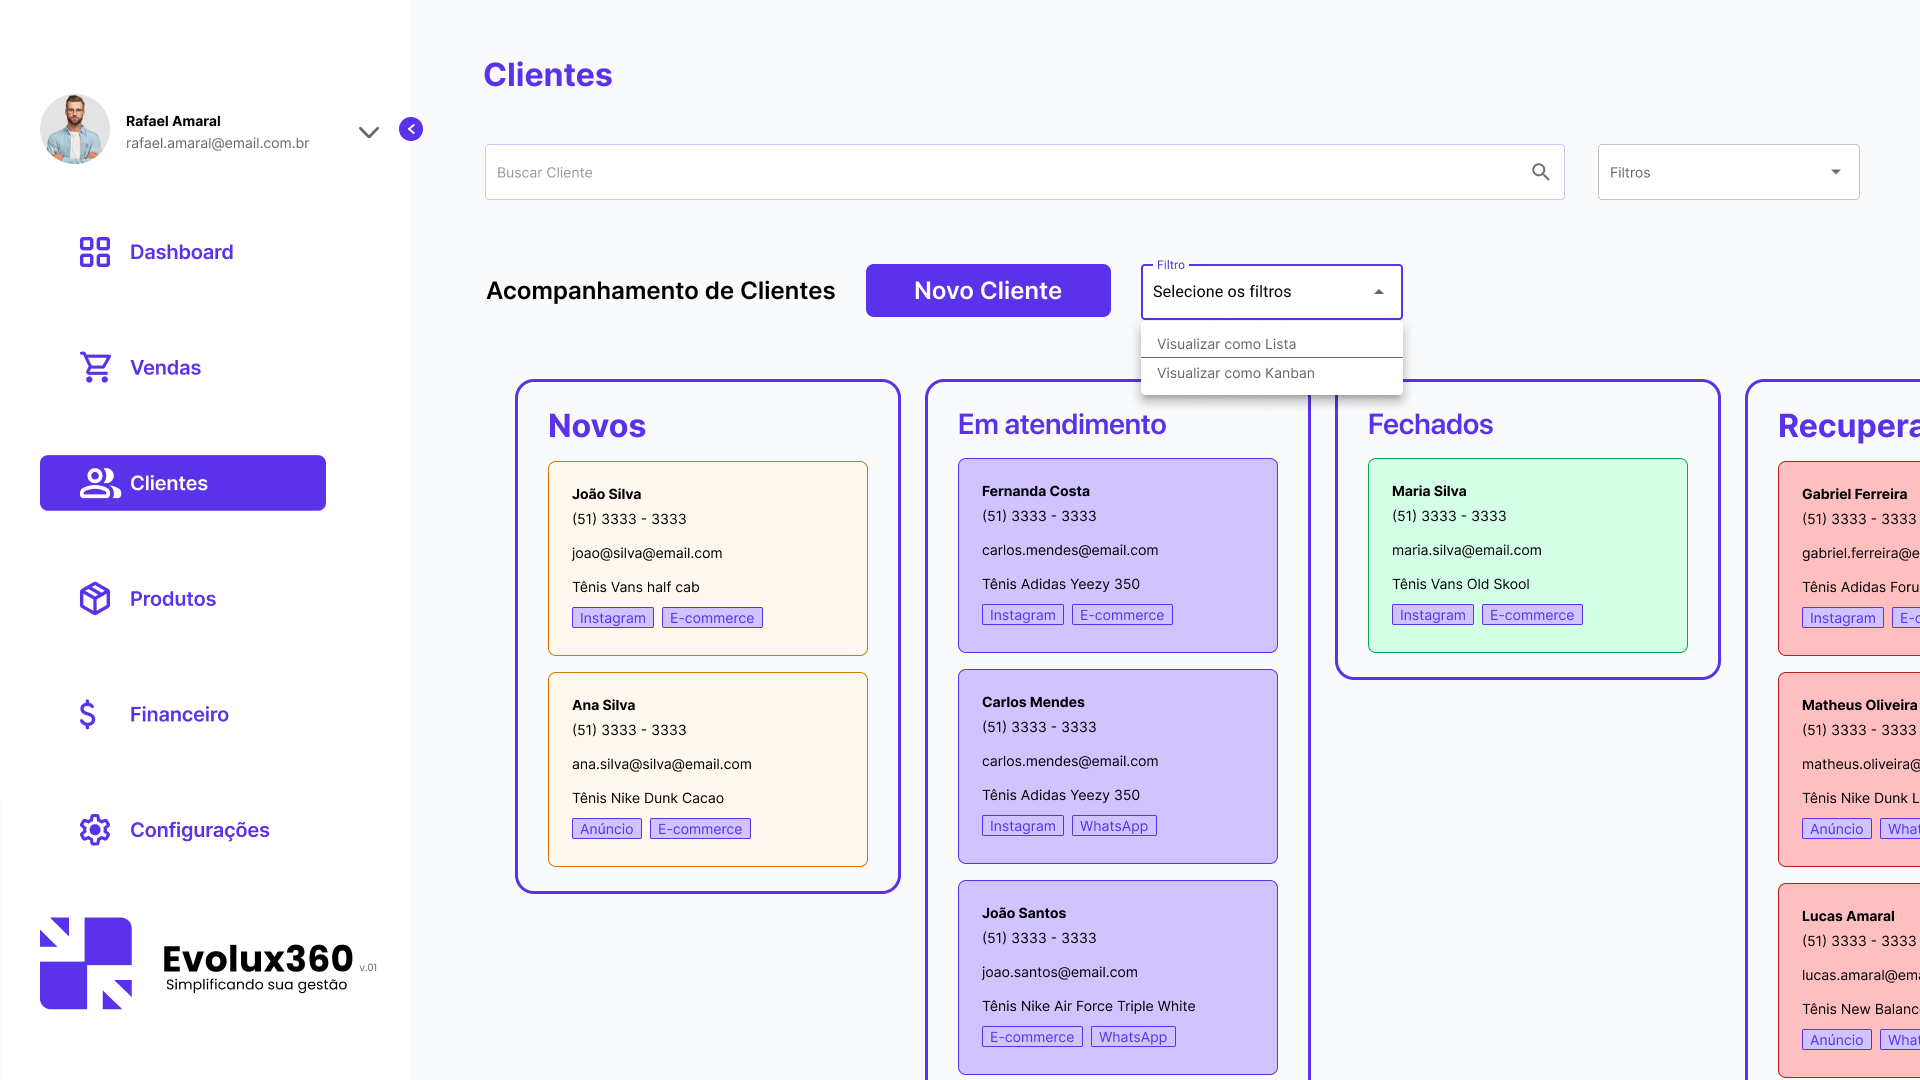 Rafael Amaral
rafael.amaral@email.com.br
Dashboard
Vendas
Clientes
Produtos
Financeiro
Configurações
Evolux360 v.01
Simplificando sua gestão
Clientes
Buscar Cliente
Filtros
Acompanhamento de Clientes
Novo Cliente
Filtro
Selecione os filtros
Visualizar como Lista
Visualizar como Kanban
Novos
João Silva
(51) 3333 - 3333
joao@silva@email.com
Tênis Vans half cab
Instagram E-commerce
Ana Silva
(51) 3333 - 3333
ana.silva@silva@email.com
Tênis Nike Dunk Cacao
Anúncio E-commerce
Em atendimento
Fernanda Costa
(51) 3333 - 3333
carlos.mendes@email.com
Tênis Adidas Yeezy 350
Instagram E-commerce
Carlos Mendes
(51) 3333 - 3333
carlos.mendes@email.com
Tênis Adidas Yeezy 350
Instagram WhatsApp
João Santos
(51) 3333 - 3333
joao.santos@email.com
Tênis Nike Air Force Triple White
E-commerce WhatsApp
Fechados
Maria Silva
(51) 3333 - 3333
maria.silva@email.com
Tênis Vans Old Skool
Instagram E-commerce
Recupera
Gabriel Ferreira
(51) 3333 - 3333
gabriel.ferreira@e
Tênis Adidas Foru
Instagram E-c
Matheus Oliveira
(51) 3333 - 3333
matheus.oliveira@
Tênis Nike Dunk L
Anúncio What
Lucas Amaral
(51) 3333 - 3333
lucas.amaral@ema
Tênis New Balanc
Anúncio What